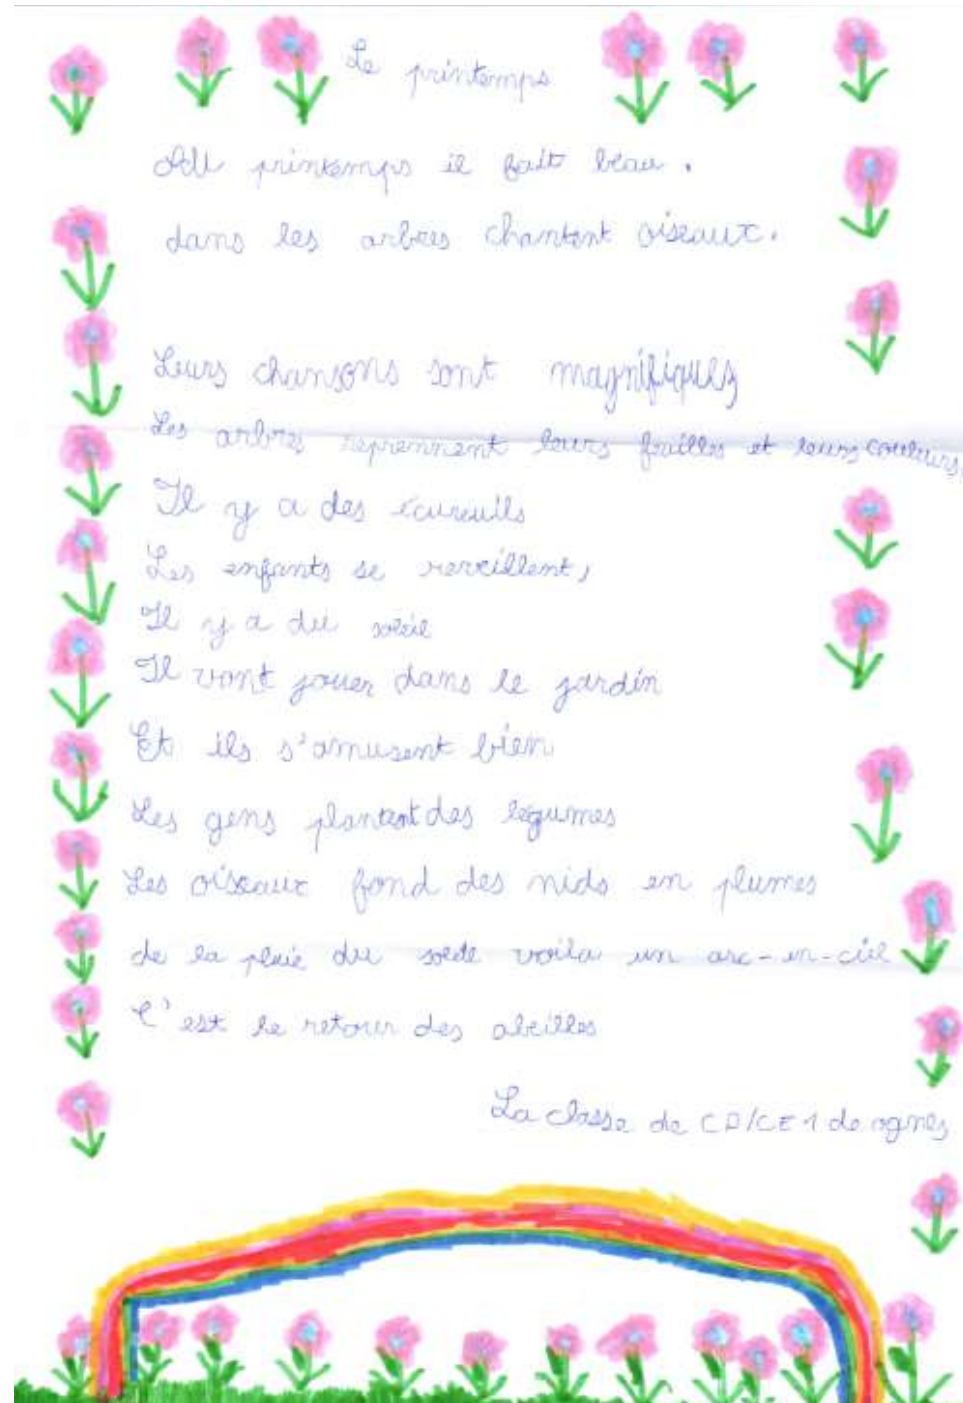 Le printemps
Au printemps il fait beau.
dans les arbres chantent oiseaux.
Leurs chansons sont magnifiques
Les arbres reprennent leurs feuilles et leurs couleurs,
Il y a des écureuils
Les enfants se reveillent,
Il y a du soleil
Il vont jouer dans le jardin
Et ils s'amusent bien
Les gens plantent des légumes
Les oiseaux fond des nids en plumes
de la pluie du soleil voila un arc-en-ciel
C'est le retour des abeilles
La classe de CP/CE1 de ognes